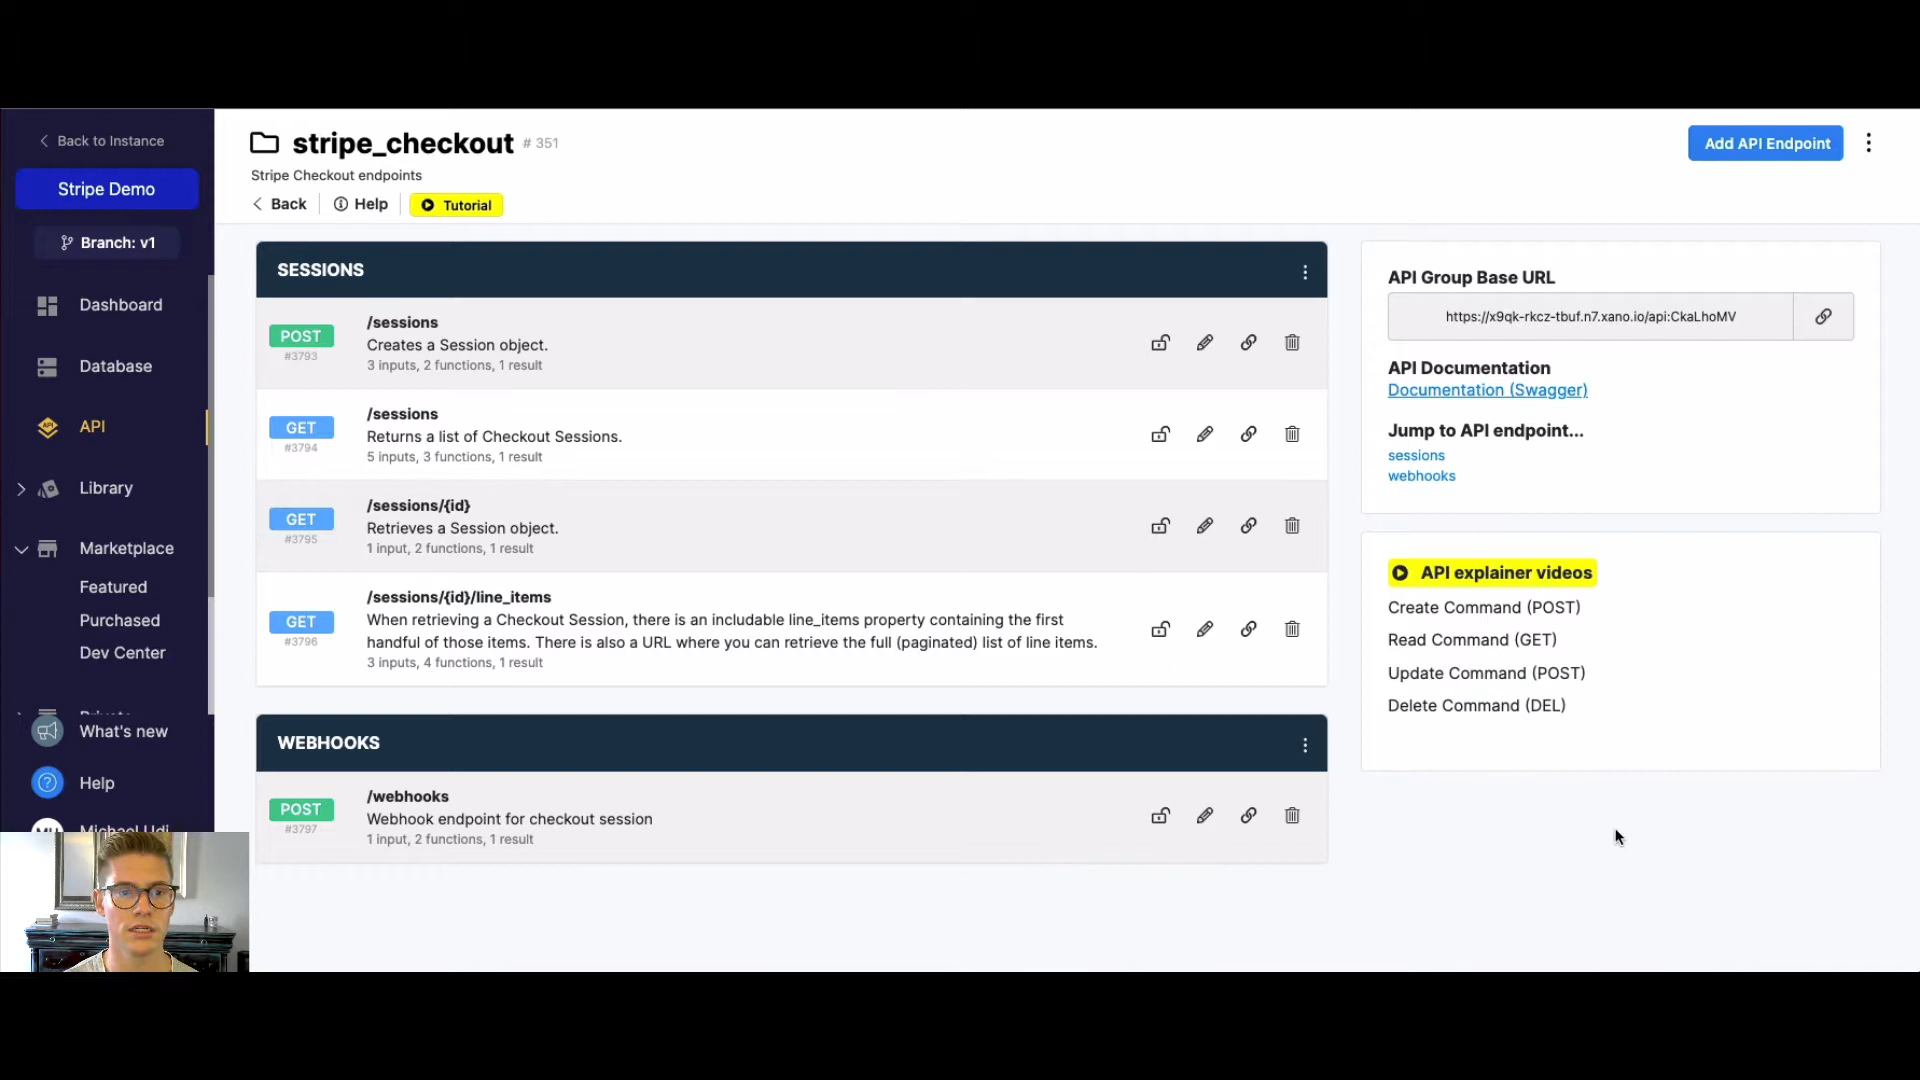 Back to Instance
Stripe Demo
Branch: v1
Dashboard
Database
API
Library
Marketplace
Featured
Purchased
Dev Center
What's new
Help
stripe_checkout # 351
Stripe Checkout endpoints
Back
Help
Tutorial
Add API Endpoint
SESSIONS
POST
#3793
/sessions
Creates a Session object.
3 inputs, 2 functions, 1 result
GET
#3794
/sessions
Returns a list of Checkout Sessions.
5 inputs, 3 functions, 1 result
GET
#3795
/sessions/{id}
Retrieves a Session object.
1 input, 2 functions, 1 result
GET
#3796
/sessions/{id}/line_items
When retrieving a Checkout Session, there is an includable line_items property containing the first
handful of those items. There is also a URL where you can retrieve the full (paginated) list of line items.
3 inputs, 4 functions, 1 result
WEBHOOKS
POST
#3797
/webhooks
Webhook endpoint for checkout session
1 input, 2 functions, 1 result
API Group Base URL
https://x9qk-rkcz-tbuf.n7.xano.io/api:CkaLhoMV
API Documentation
Documentation (Swagger)
Jump to API endpoint...
sessions
webhooks
API explainer videos
Create Command (POST)
Read Command (GET)
Update Command (POST)
Delete Command (DEL)